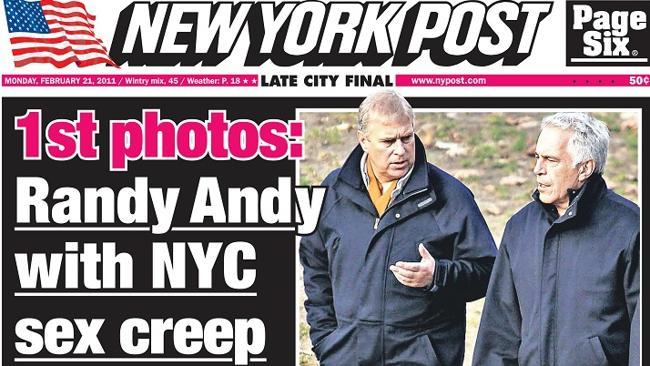 NEW YORK POST
Page
Six®
MONDAY, FEBRUARY 21, 2011 / Wintry mix, 45 / Weather: P. 18 ★★ LATE CITY FINAL www.nypost.com 50¢
1st photos:
Randy Andy
with NYC
sex creep